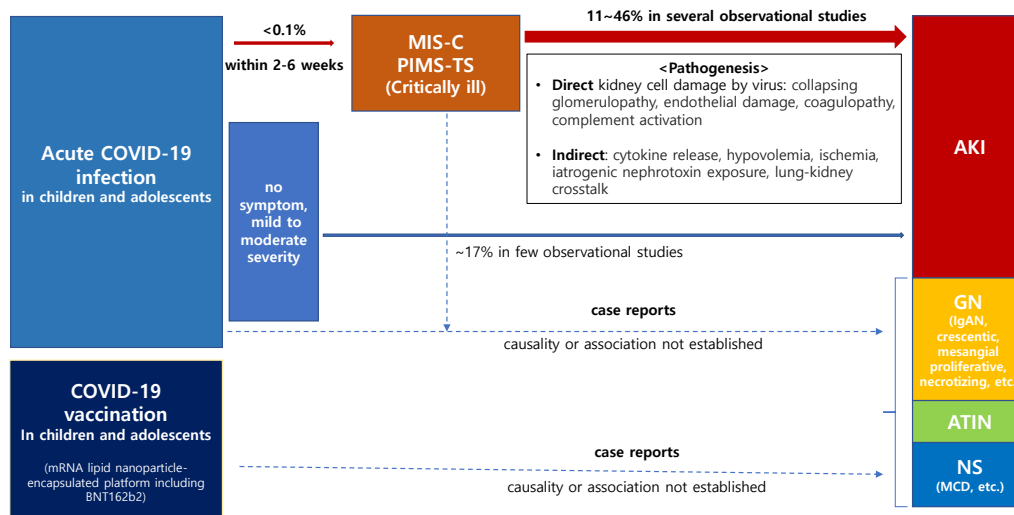 <0.1%
within 2-6 weeks
MIS-C
PIMS-TS
(Critically ill)
11~46% in several observational studies
<Pathogenesis>
• Direct kidney cell damage by virus: collapsing
glomerulopathy, endothelial damage, coagulopathy,
complement activation
• Indirect: cytokine release, hypovolemia, ischemia,
iatrogenic nephrotoxin exposure, lung-kidney
crosstalk
AKI
Acute COVID-19
infection
in children and adolescents
no
symptom,
mild to
moderate
severity
~17% in few observational studies
case reports
causality or association not established
GN
(IgAN,
crescentic,
mesangial
proliferative,
necrotizing, etc.
COVID-19
vaccination
In children and adolescents
(mRNA lipid nanoparticle-
encapsulated platform including
BNT162b2)
case reports
causality or association not established
ATIN
NS
(MCD, etc.)